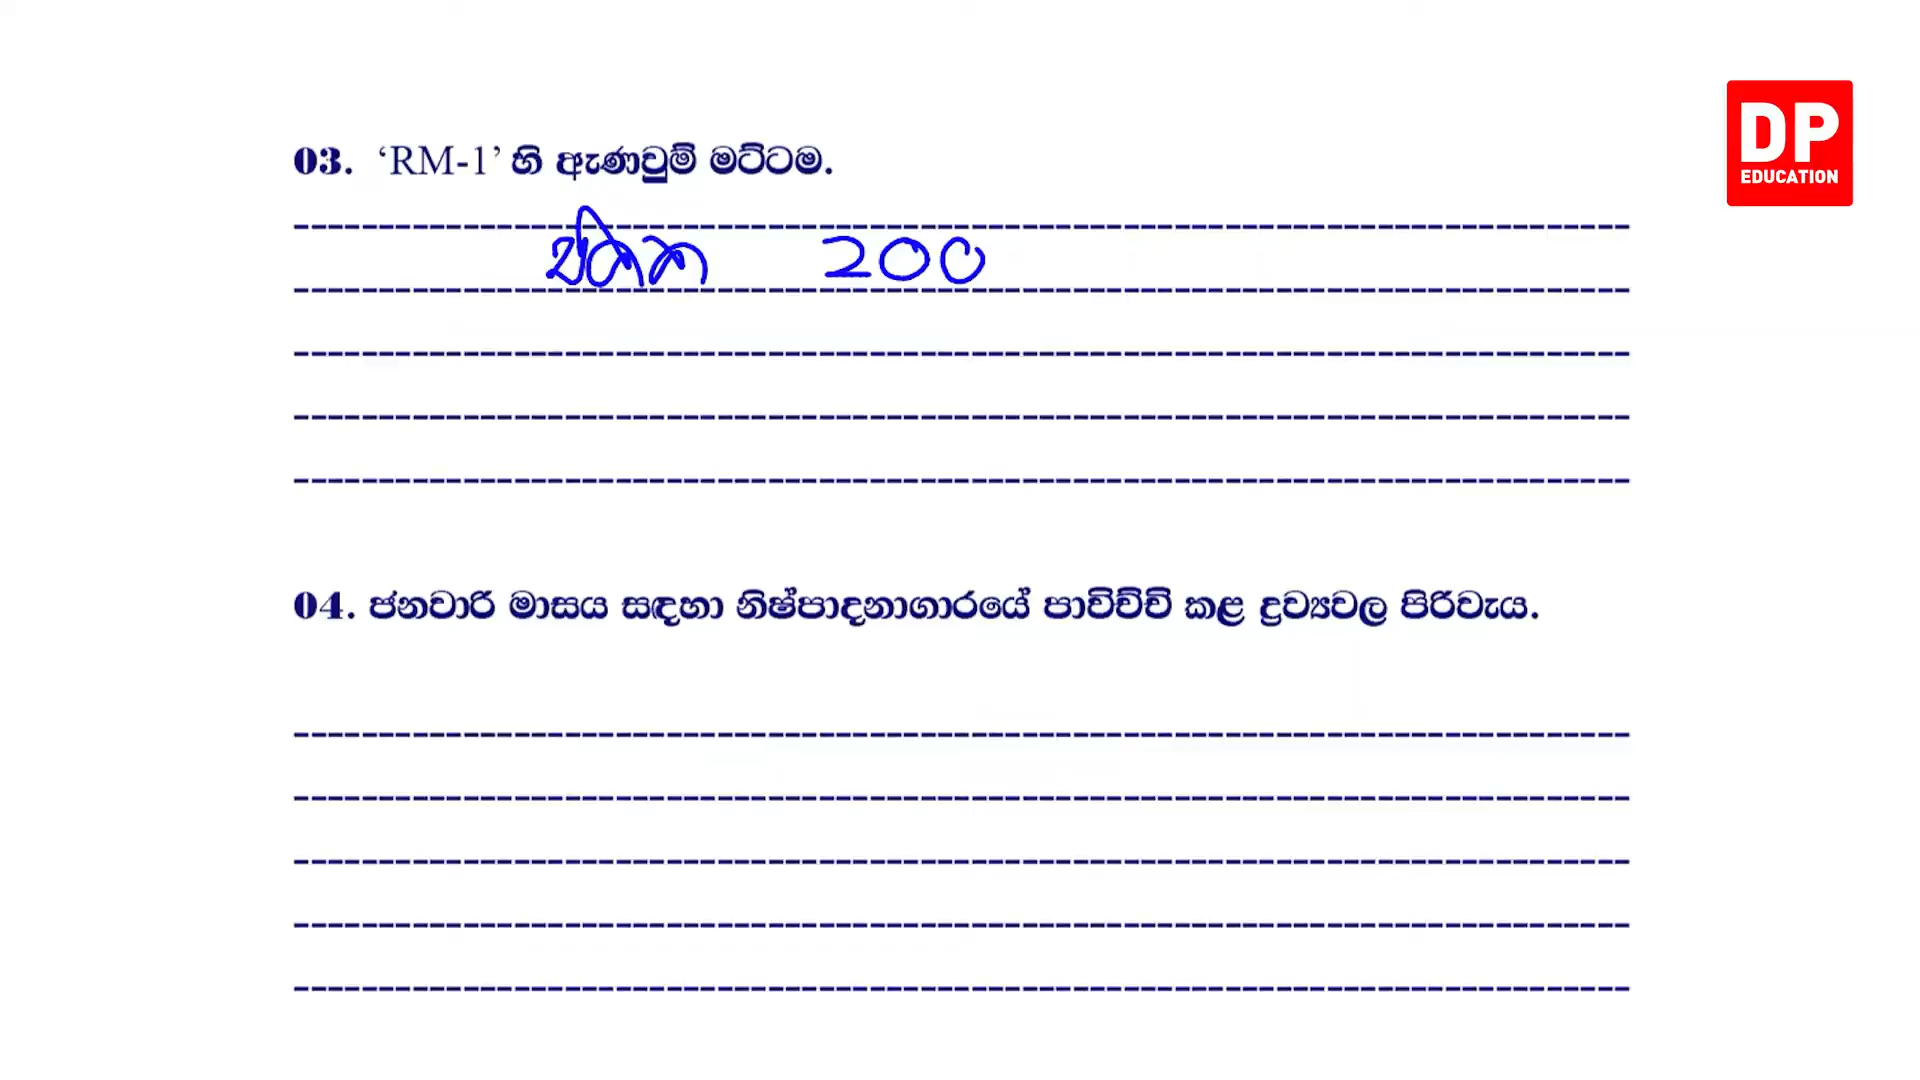 DP
EDUCATION
03. ‘RM-1’ හි ඇණවුම් මට්ටම.
ඒකක 200
04. ජනවාරි මාසය සඳහා නිෂ්පාදනාගාරයේ පාවිච්චි කළ ද්‍රව්‍යවල පිරිවැය.